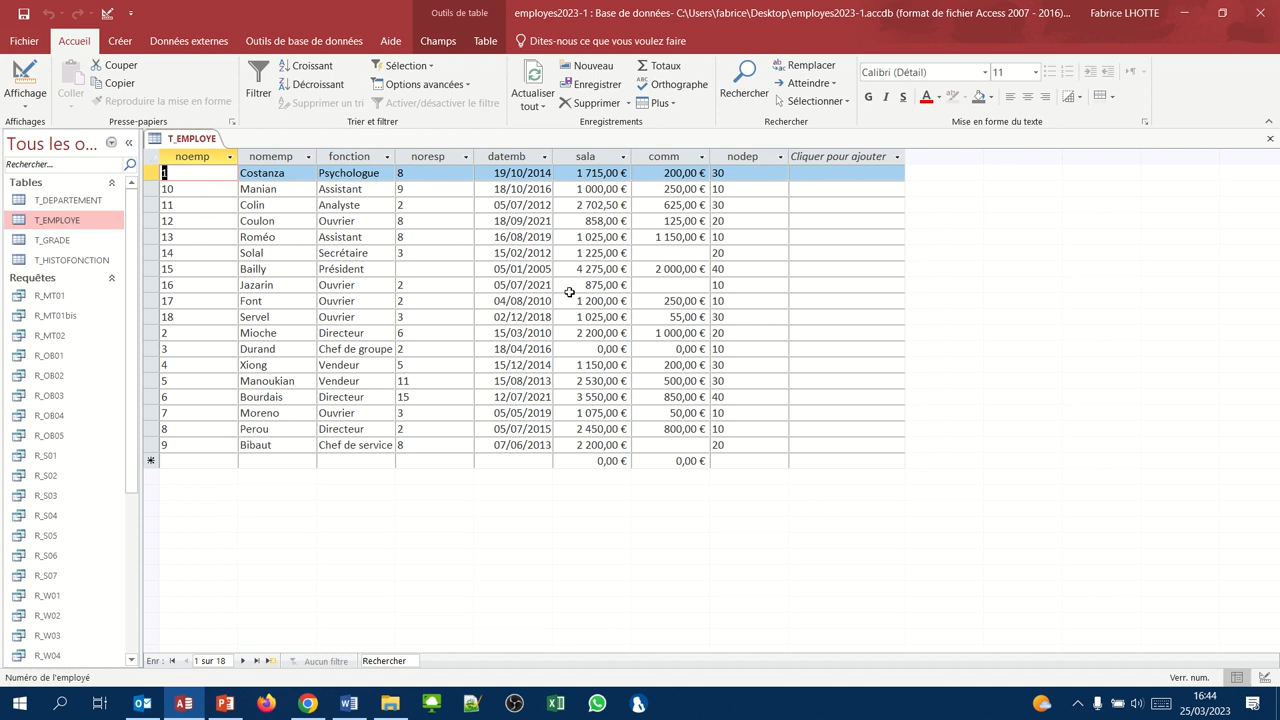 Outils de table
employes2023-1 : Base de données- C:\Users\fabrice\Desktop\employes2023-1.accdb (format de fichier Access 2007 - 2016)...
Fabrice LHOTTE
Fichier Accueil Créer Données externes Outils de base de données Aide Champs Table Dites-nous ce que vous voulez faire
Affichage
Coller
Couper
Copier
Reproduire la mise en forme
Filtrer
Croissant
Décroissant
Supprimer un tri
Sélection
Options avancées
Activer/désactiver le filtre
Actualiser
tout
Nouveau
Enregistrer
Supprimer
Totaux
Orthographe
Plus
Rechercher
Remplacer
Atteindre
Sélectionner
Calibri (Détail) 11
G I S A
Affichages Presse-papiers Trier et filtrer Enregistrements Rechercher Mise en forme du texte
Tous les o...
Rechercher...
Tables
T_DEPARTEMENT
T_EMPLOYE
T_GRADE
T_HISTOFONCTION
Requêtes
R_MT01
R_MT01bis
R_MT02
R_OB01
R_OB02
R_OB03
R_OB04
R_OB05
R_S01
R_S02
R_S03
R_S04
R_S05
R_S06
R_S07
R_W01
R_W02
R_W03
R_W04
T_EMPLOYE
noemp nomemp fonction noresp datemb sala comm nodep Cliquer pour ajouter
1 Costanza Psychologue 8 19/10/2014 1 715,00 € 200,00 € 30
10 Manian Assistant 9 18/10/2016 1 000,00 € 250,00 € 10
11 Colin Analyste 2 05/07/2012 2 702,50 € 625,00 € 30
12 Coulon Ouvrier 8 18/09/2021 858,00 € 125,00 € 20
13 Roméo Assistant 8 16/08/2019 1 025,00 € 1 150,00 € 10
14 Solal Secrétaire 3 15/02/2012 1 225,00 € 20
15 Bailly Président 05/01/2005 4 275,00 € 2 000,00 € 40
16 Jazarin Ouvrier 2 05/07/2021 875,00 € 10
17 Font Ouvrier 2 04/08/2010 1 200,00 € 250,00 € 10
18 Servel Ouvrier 3 02/12/2018 1 025,00 € 55,00 € 30
2 Mioche Directeur 6 15/03/2010 2 200,00 € 1 000,00 € 20
3 Durand Chef de groupe 2 18/04/2016 0,00 € 0,00 € 10
4 Xiong Vendeur 5 15/12/2014 1 150,00 € 200,00 € 30
5 Manoukian Vendeur 11 15/08/2013 2 530,00 € 500,00 € 30
6 Bourdais Directeur 15 12/07/2021 3 550,00 € 850,00 € 40
7 Moreno Ouvrier 3 05/05/2019 1 075,00 € 50,00 € 10
8 Perou Directeur 2 05/07/2015 2 450,00 € 800,00 € 10
9 Bibaut Chef de service 8 07/06/2013 2 200,00 € 20
0,00 € 0,00 €
Enr : 1 sur 18 Aucun filtre Rechercher
Numéro de l'employé
Verr. num.
16:44
25/03/2023